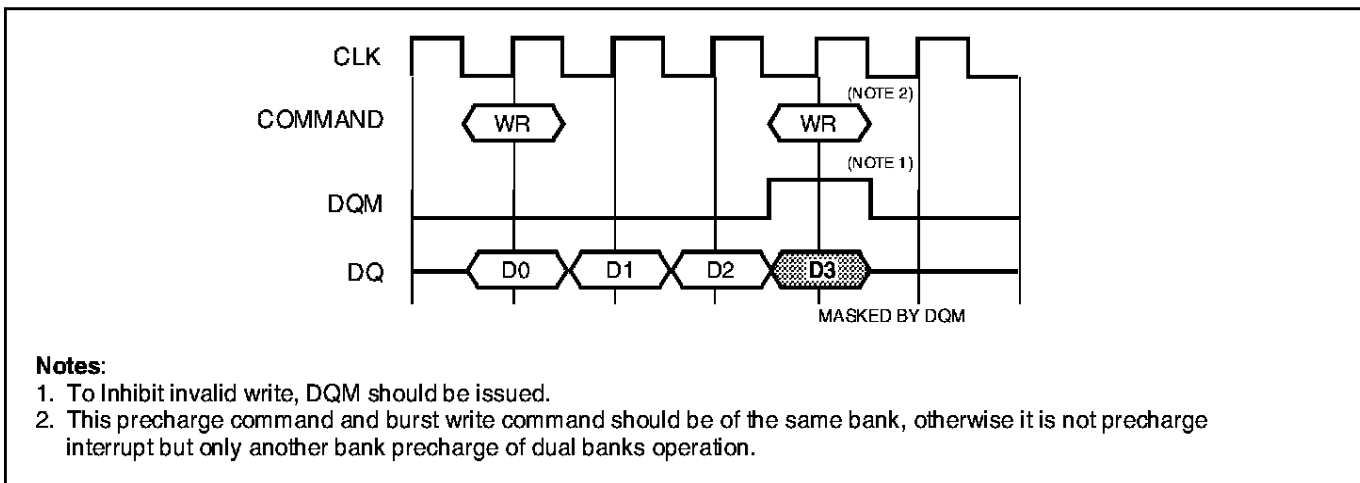 CLK
(NOTE 2)
COMMAND
WR
WR
(NOTE 1)
DQM
DQ
D0
D1
D2
D3
MASKED BY DQM
Notes:
1. To Inhibit invalid write, DQM should be issued.
2. This precharge command and burst write command should be of the same bank, otherwise it is not precharge
interrupt but only another bank precharge of dual banks operation.